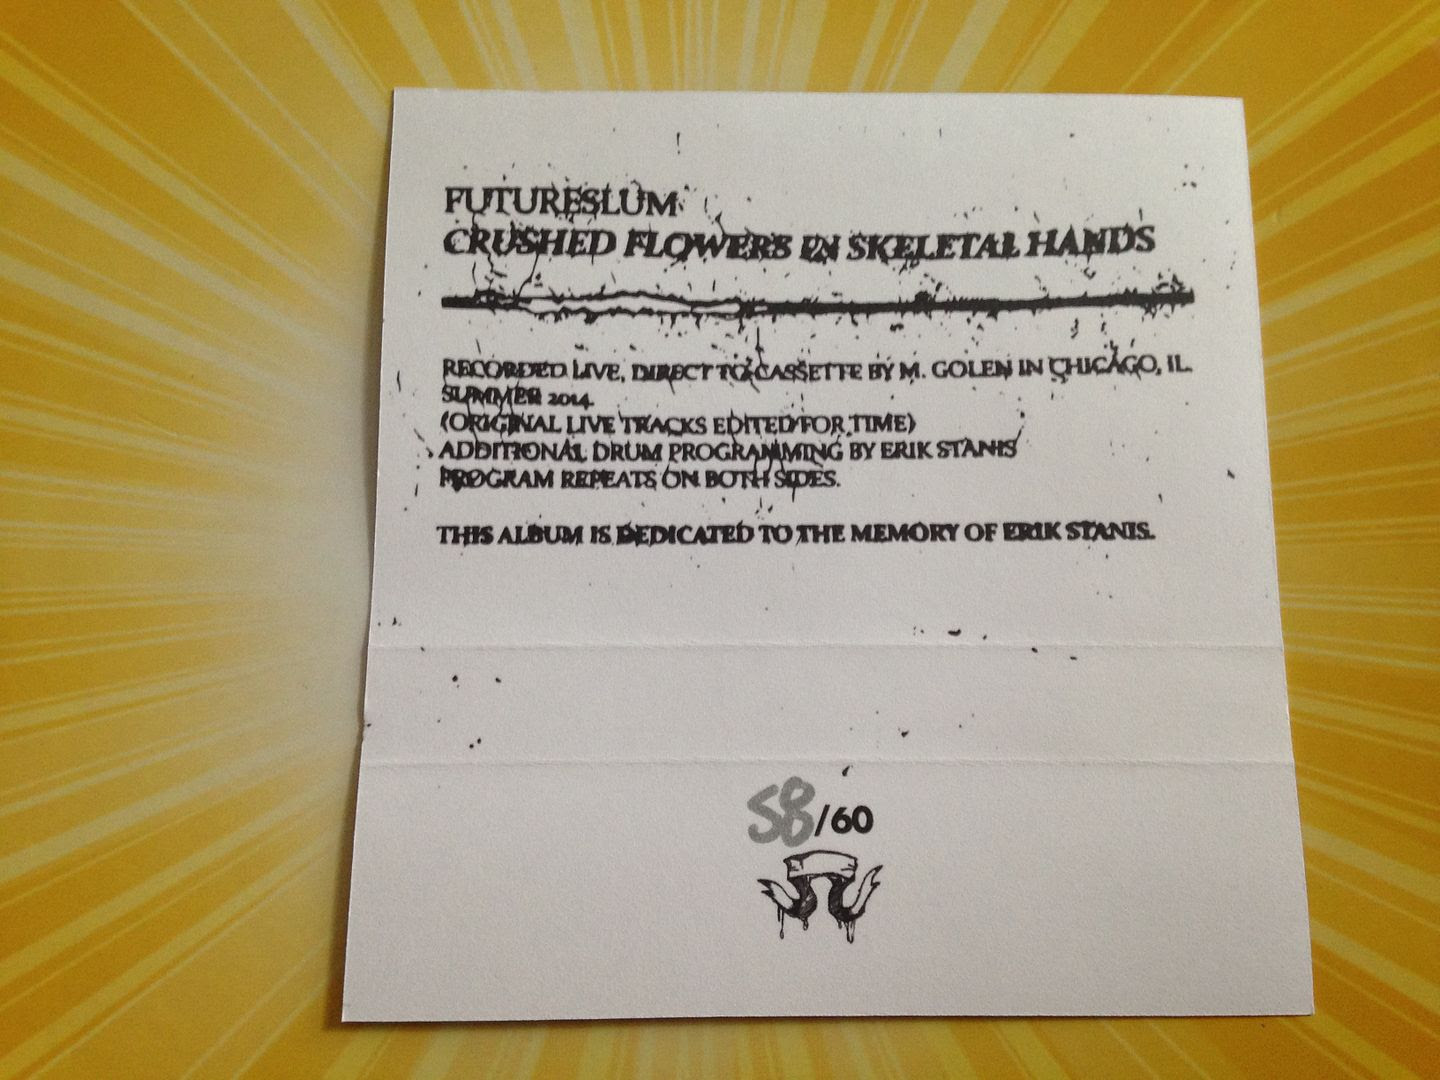 FUTURESLUM
CRUSHED FLOWERS IN SKELETAL HANDS
RECORDED LIVE, DIRECT TO CASSETTE BY M. GOLEN IN CHICAGO, IL.
SUMMER 2014.
(ORIGINAL LIVE TRACKS EDITED FOR TIME)
ADDITIONAL DRUM PROGRAMMING BY ERIK STANIS
PROGRAM REPEATS ON BOTH SIDES.
THIS ALBUM IS DEDICATED TO THE MEMORY OF ERIK STANIS.
58/60